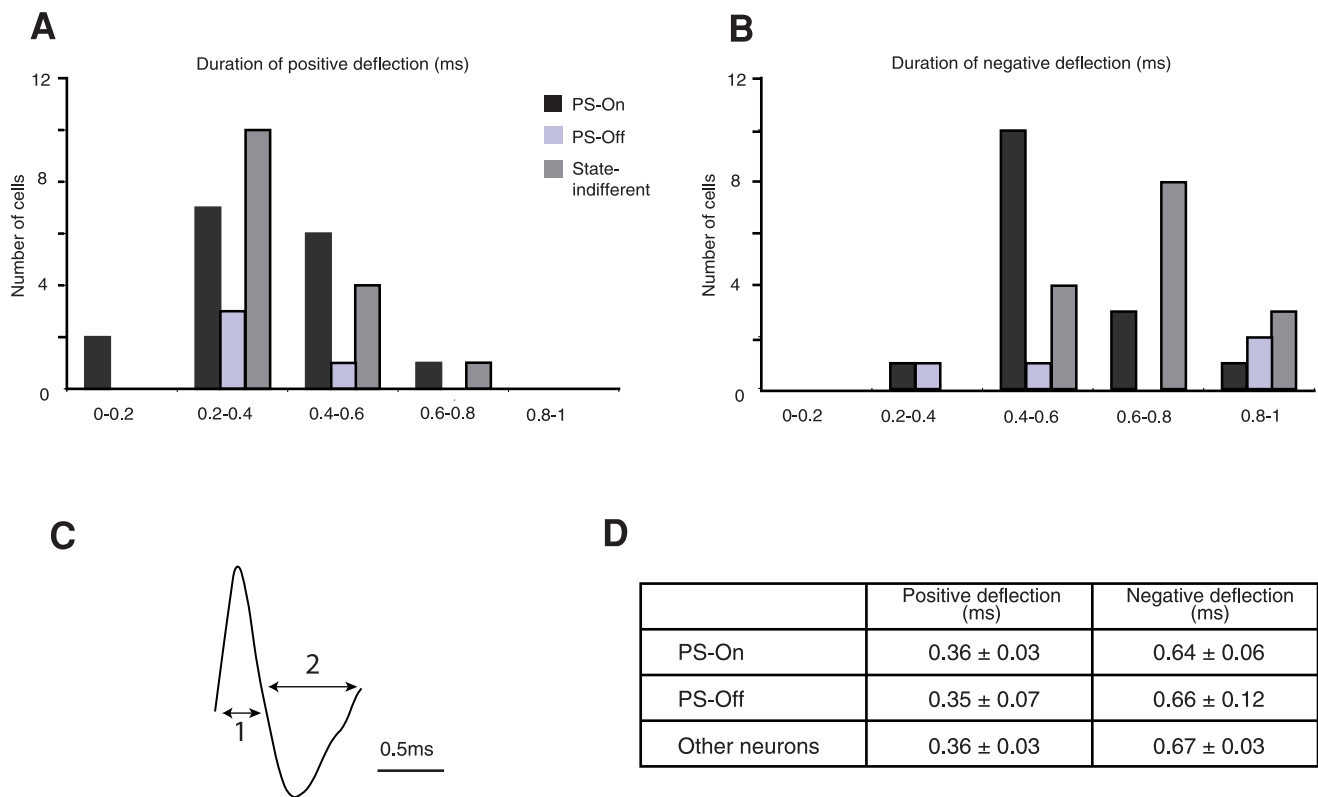 A
Duration of positive deflection (ms)
12
8
4
0
Number of cells
0-0.2
0.2-0.4
0.4-0.6
0.6-0.8
0.8-1
PS-On
PS-Off
State-
indifferent
B
Duration of negative deflection (ms)
12
8
4
0
Number of cells
0-0.2
0.2-0.4
0.4-0.6
0.6-0.8
0.8-1
C
1
2
0.5ms
D
Positive deflection Negative deflection
(ms) (ms)
PS-On 0.36 ± 0.03 0.64 ± 0.06
PS-Off 0.35 ± 0.07 0.66 ± 0.12
Other neurons 0.36 ± 0.03 0.67 ± 0.03